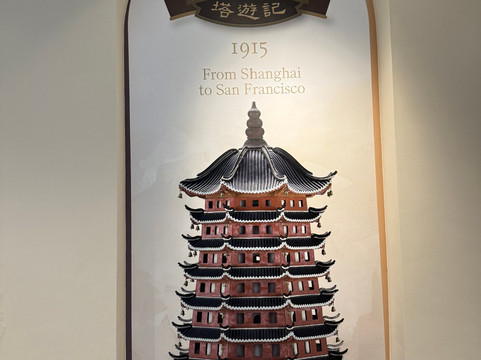 塔遊記
1915
From Shanghai
to San Francisco